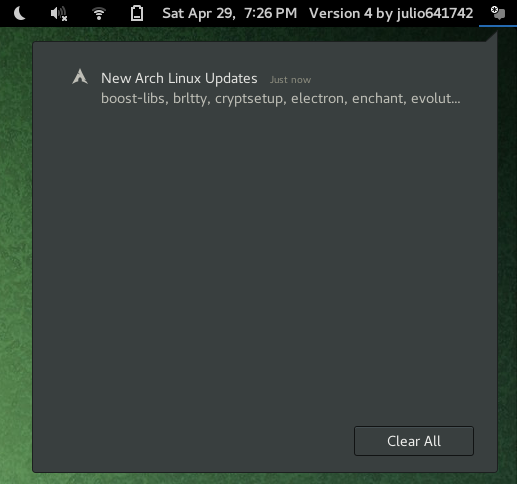 Sat Apr 29, 7:26 PM Version 4 by julio641742
New Arch Linux Updates Just now
boost-libs, brltty, cryptsetup, electron, enchant, evolut...
Clear All